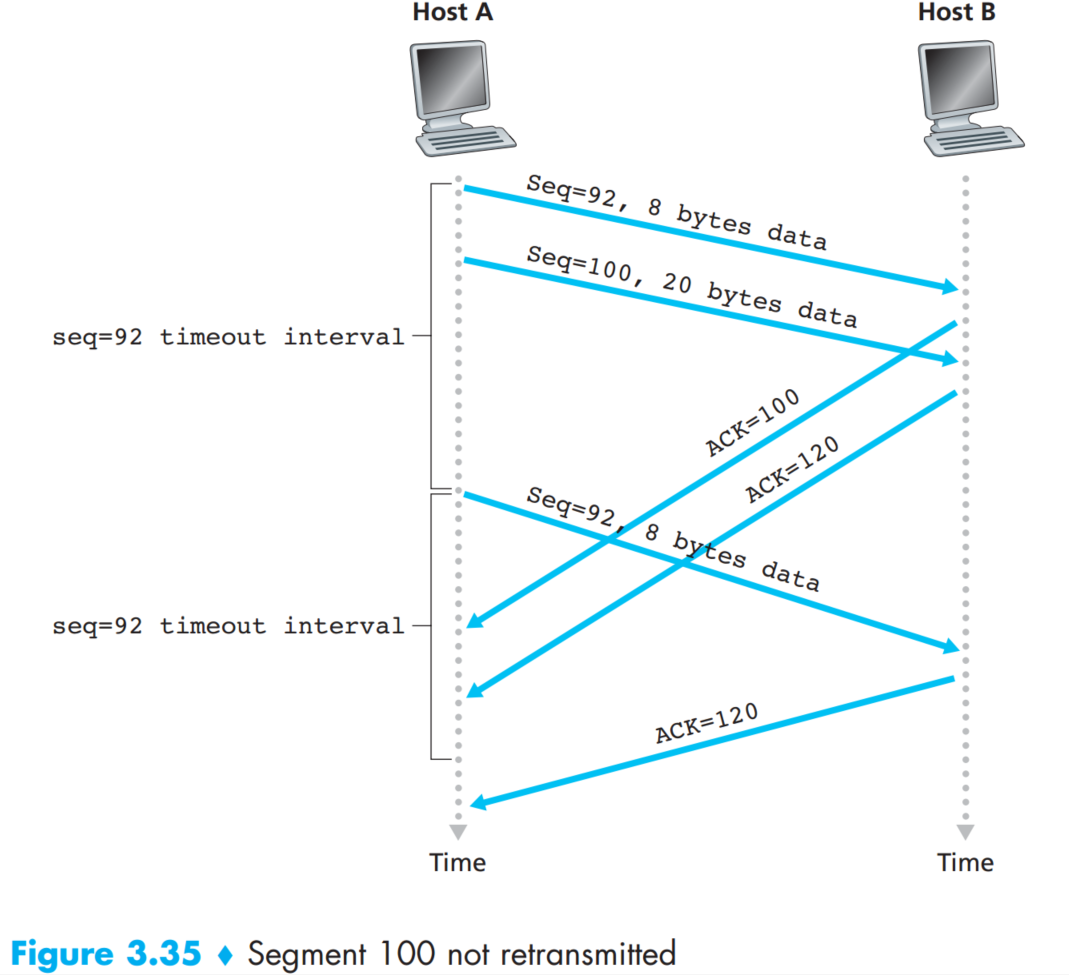 Host A
Host B
Seq=92, 8 bytes data
Seq=100, 20 bytes data
seq=92 timeout interval
ACK=100
ACK=120
Seq=92, 8 bytes data
seq=92 timeout interval
ACK=120
Time
Time
Figure 3.35 ♦ Segment 100 not retransmitted